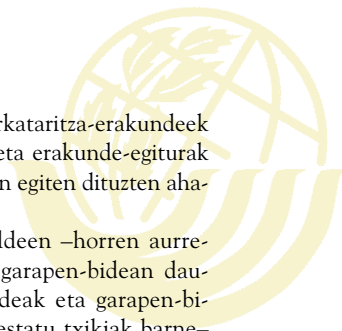 rkataritza-erakundeek
eta erakunde-egiturak
n egiten dituzten aha-
ldeen –horren aurre-
garapen-bidean dau-
deak eta garapen-bi-
estatu txikiak barne–